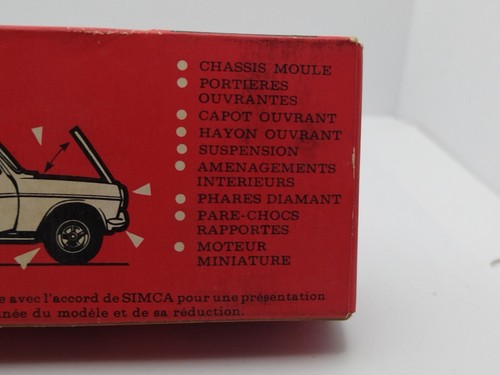 CHASSIS MOULE
PORTIERES
OUVRANTES
CAPOT OUVRANT
HAYON OUVRANT
SUSPENSION
AMENAGEMENTS
INTERIEURS
PHARES DIAMANT
PARE-CHOCS
RAPPORTES
MOTEUR
MINIATURE
avec l'accord de SIMCA pour une présentation
du modèle et de sa réduction.